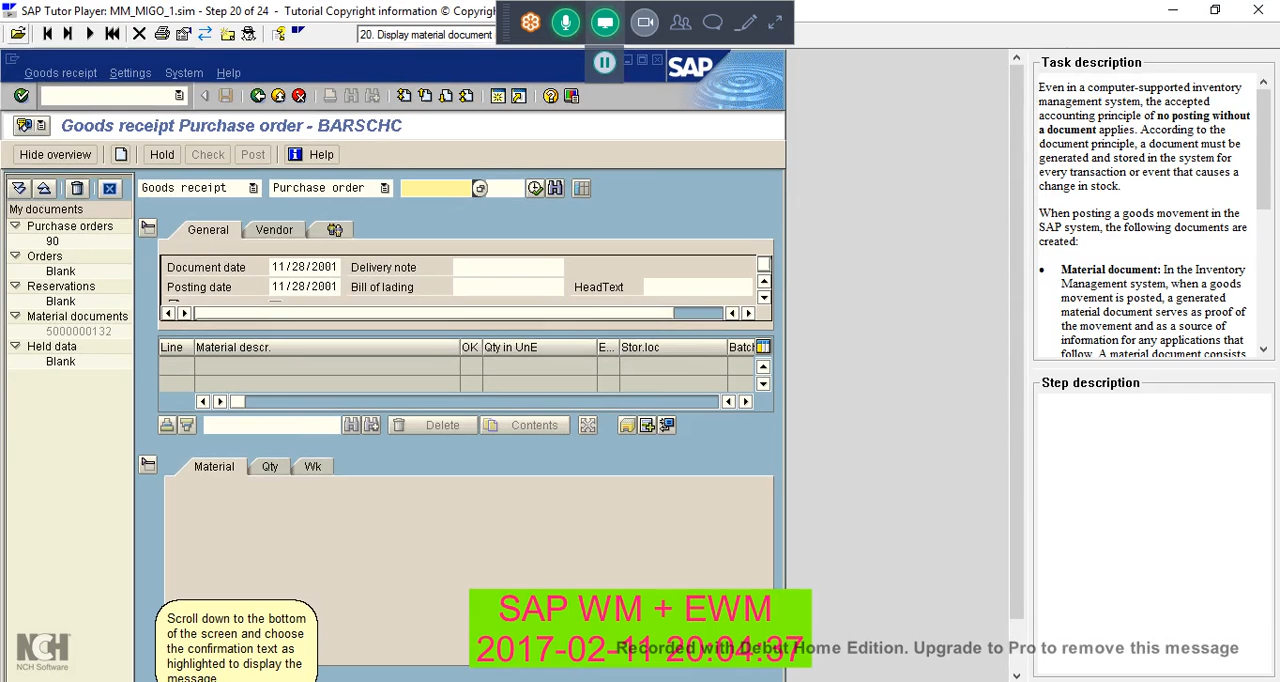 SAP Tutor Player: MM_MIGO_1.sim - Step 20 of 24 - Tutorial Copyright information © Copyrig
20. Display material document
Goods receipt Settings System Help
SAP
Goods receipt Purchase order - BARSCHC
Hide overview Hold Check Post Help
Goods receipt Purchase order
My documents
Purchase orders
90
Orders
Blank
Reservations
Blank
Material documents
5000000132
Held data
Blank
General Vendor
Document date 11/28/2001 Delivery note
Posting date 11/28/2001 Bill of lading HeadText
Line Material descr. OK Qty in UnE E... Stor.loc Batch
Delete Contents
Material Qty Wk
Scroll down to the bottom
of the screen and choose
the confirmation text as
highlighted to display the
message
Task description
Even in a computer-supported inventory
management system, the accepted
accounting principle of no posting without
a document applies. According to the
document principle, a document must be
generated and stored in the system for
every transaction or event that causes a
change in stock.
When posting a goods movement in the
SAP system, the following documents are
created:
• Material document: In the Inventory
Management system, when a goods
movement is posted, a generated
material document serves as proof of
the movement and as a source of
information for any applications that
follow. A material document consists
Step description
NCH
NCH Software
SAP WM + EWM
2017-02-11 20:04:37
Recorded with Debut Home Edition. Upgrade to Pro to remove this message